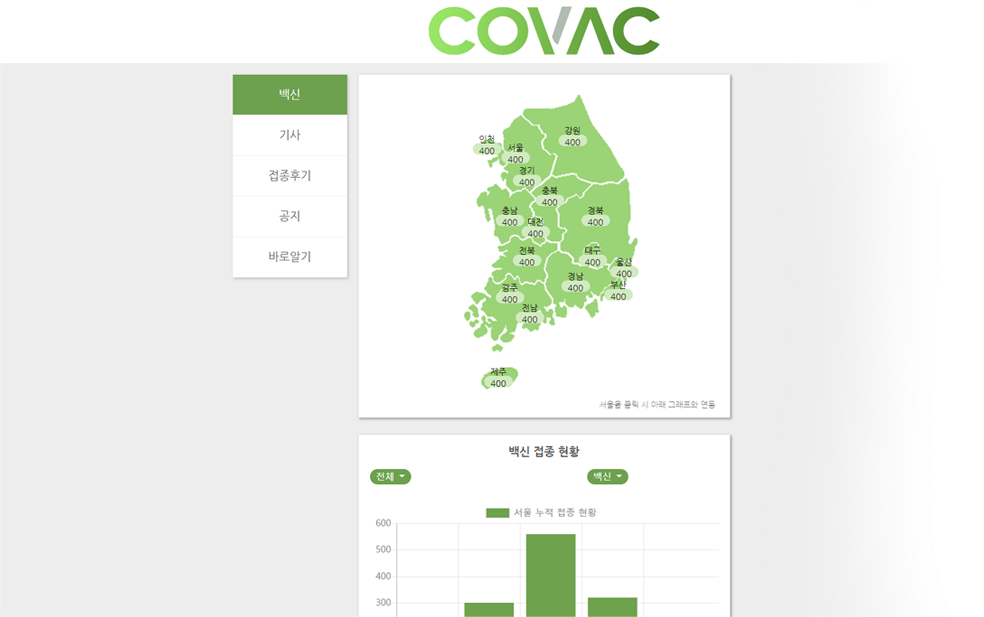 COVAC
백신
기사
접종후기
공지
바로알기
강원
400
인천
400
서울
400
경기
400
충북
400
충남
400
경북
400
대전
400
전북
400
대구
400
울산
400
경남
400
부산
400
광주
400
전남
400
제주
400
서울을 클릭 시 아래 그래프와 연동
백신 접종 현황
전체
백신
서울 누적 접종 현황
600
500
400
300